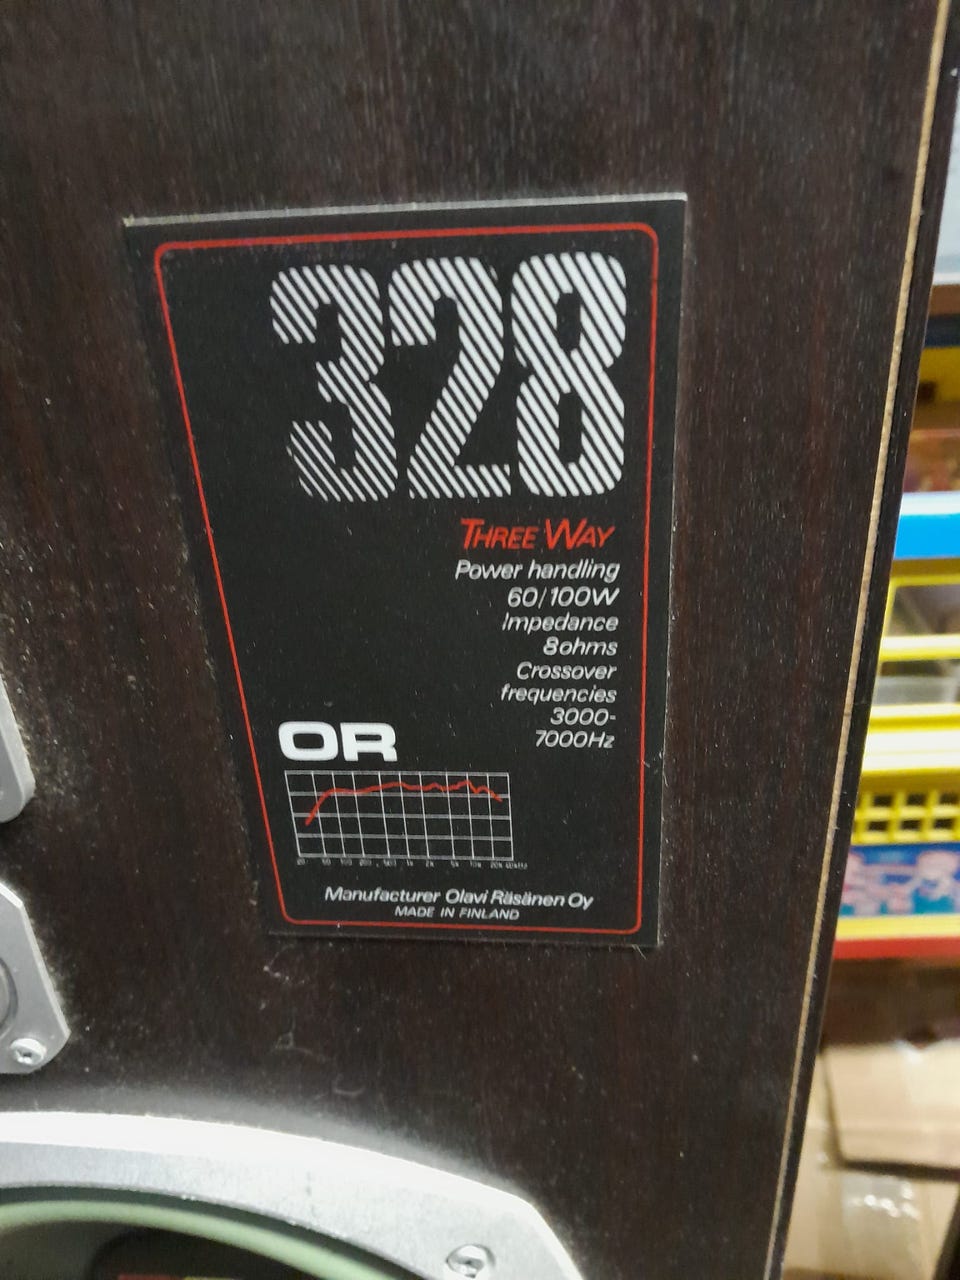 328
THREE WAY
Power handling
60/100W
Impedance
8ohms
Crossover
frequencies
3000-
7000Hz
OR
Manufacturer Olavi Räsänen Oy
MADE IN FINLAND